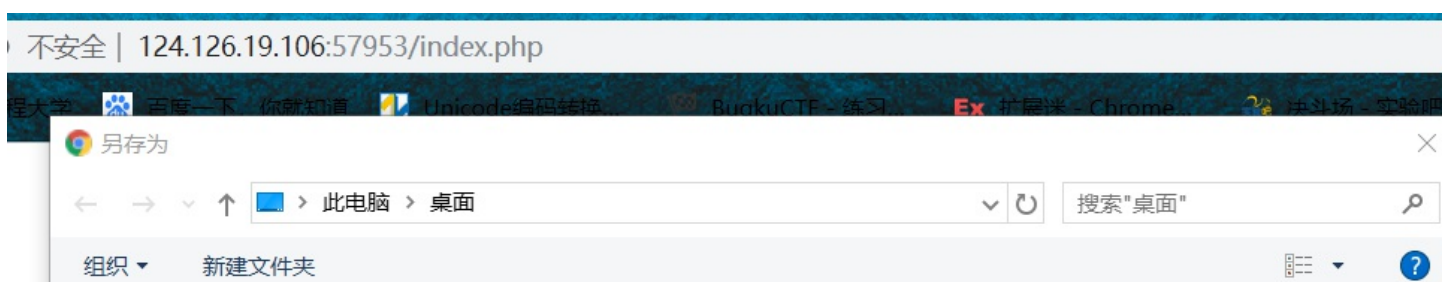 不安全 | 124.126.19.106:57953/index.php
程大学 百度一下，你就知道 Unicode编码转换... BugkuCTF - 练习... Ex 扩展迷 - Chrome... 决斗场 - 实验吧
另存为
此电脑 › 桌面 搜索"桌面"
组织 新建文件夹 ?